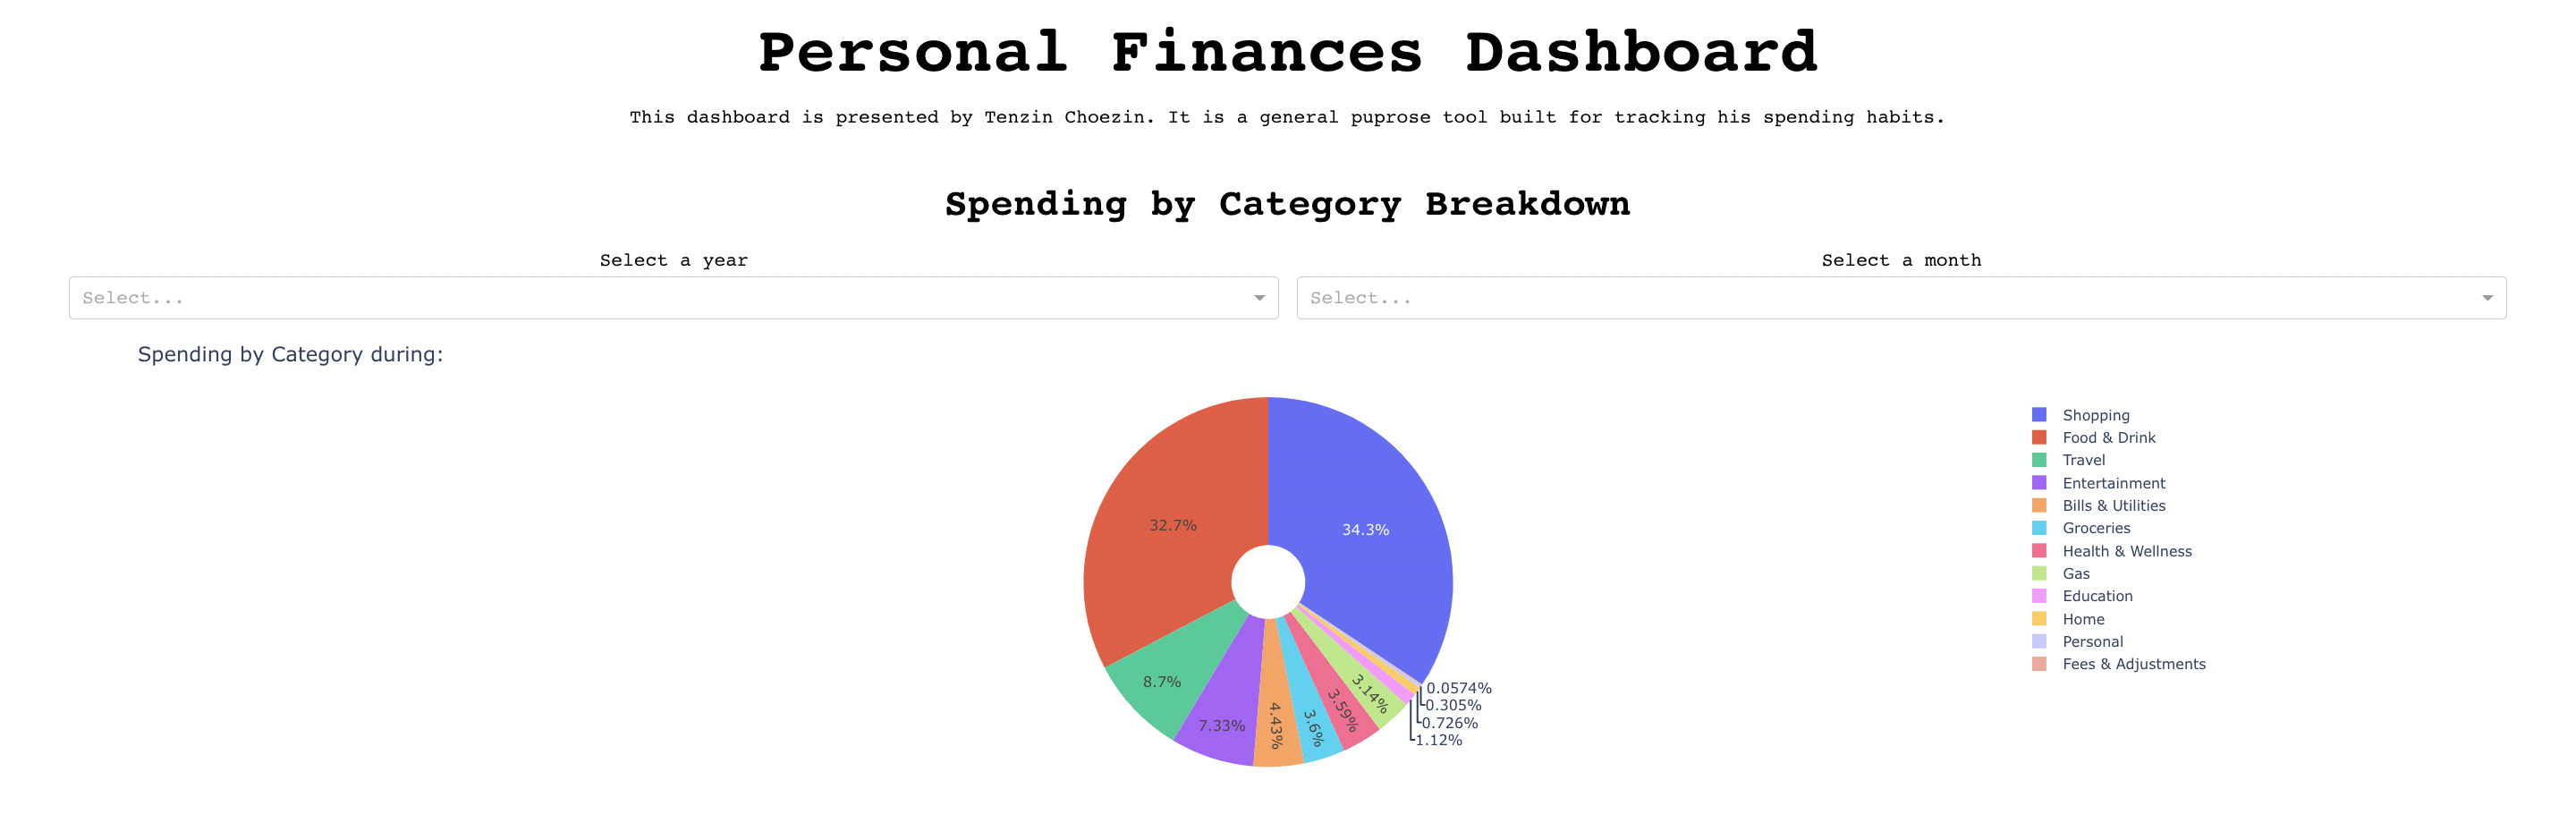 Personal Finances Dashboard
This dashboard is presented by Tenzin Choezin. It is a general puprose tool built for tracking his spending habits.
Spending by Category Breakdown
Select a year
Select a month
Select...
Select...
Spending by Category during:
32.7%
34.3%
8.7%
7.33%
4.43%
3.6%
3.59%
3.14%
0.0574%
0.305%
0.726%
1.12%
Shopping
Food & Drink
Travel
Entertainment
Bills & Utilities
Groceries
Health & Wellness
Gas
Education
Home
Personal
Fees & Adjustments